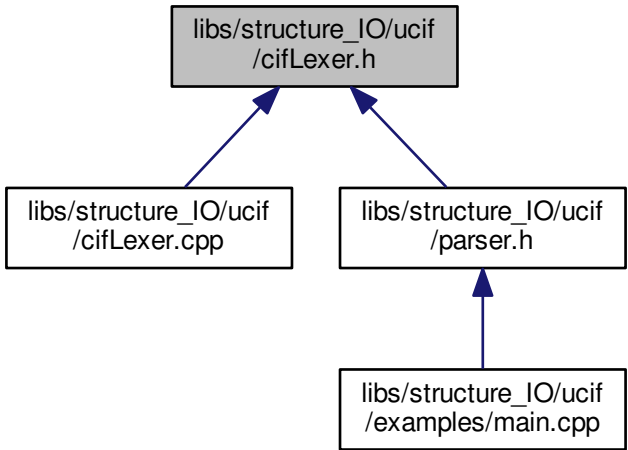 libs/structure_IO/ucif
/cifLexer.h
libs/structure_IO/ucif
/cifLexer.cpp
libs/structure_IO/ucif
/parser.h
libs/structure_IO/ucif
/examples/main.cpp